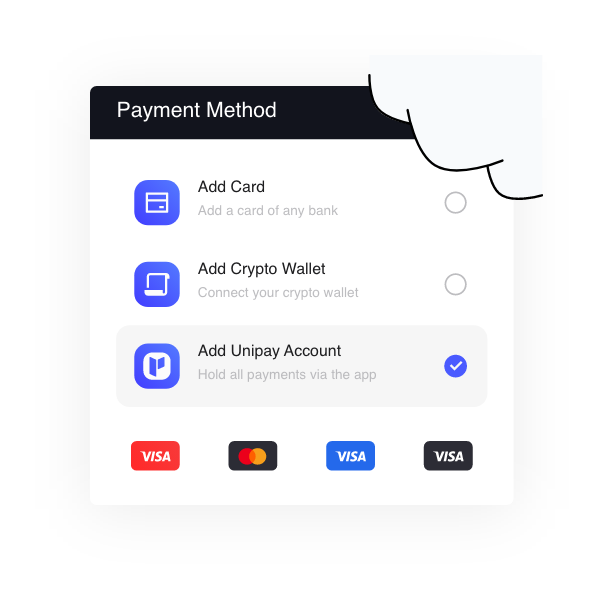 Payment Method
Add Card
Add a card of any bank
Add Crypto Wallet
Connect your crypto wallet
Add Unipay Account
Hold all payments via the app
VISA VISA VISA